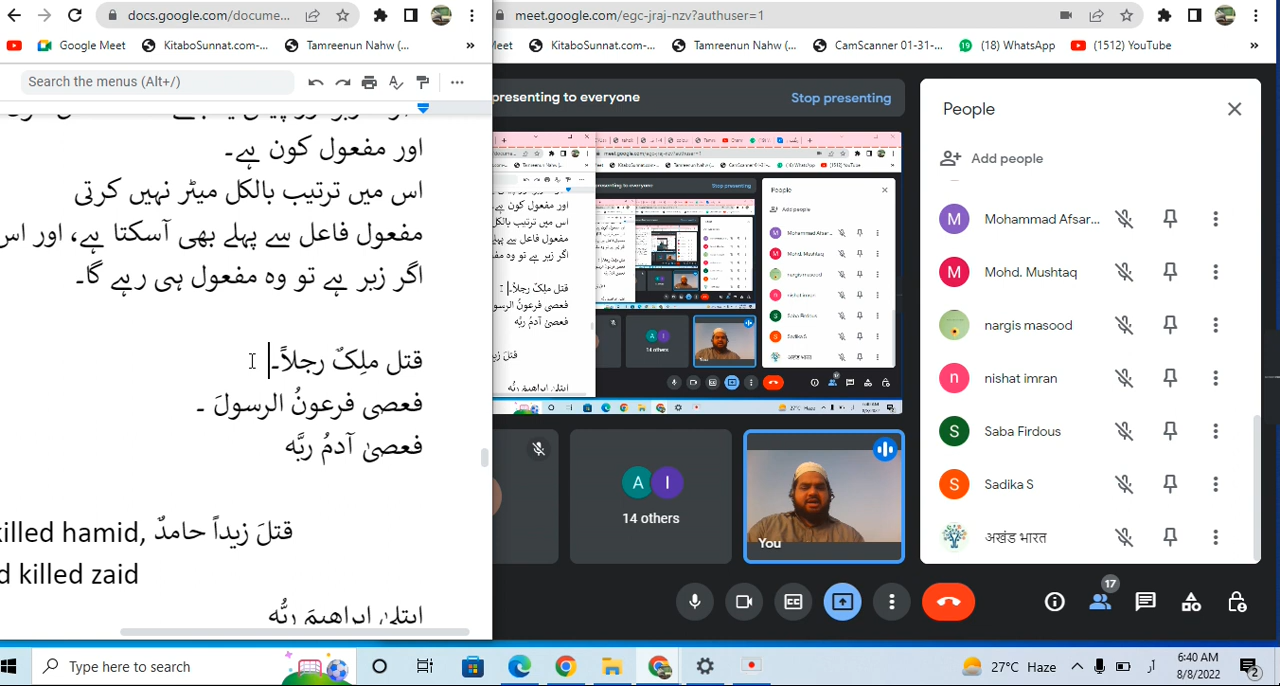 docs.google.com/docume...
meet.google.com/egc-jraj-nzv?authuser=1
Google Meet
KitaboSunnat.com-...
Tamreenun Nahw (...
»
Meet
KitaboSunnat.com-...
Tamreenun Nahw (...
CamScanner 01-31-...
(18) WhatsApp
(1512) YouTube
»
Search the menus (Alt+/)
presenting to everyone
Stop presenting
اور مفعول کون ہے۔
اس میں ترتیب بالکل میٹر نہیں کرتی
مفعول فاعل سے پہلے بھی آسکتا ہے، اور اس
اگر زبر ہے تو وہ مفعول ہی رہے گا۔
قتل ملِکٌ رجلاً۔
فعصى فرعونُ الرسولَ ۔
فعصیٰ آدمُ ربَّه
killed hamid, قتلَ زیداً حامدٌ
d killed zaid
ابتلیٰ ابراھیمَ ربُّه
People
Add people
M
Mohammad Afsar...
M
Mohd. Mushtaq
nargis masood
n
nishat imran
S
Saba Firdous
S
Sadika S
अखंड भारत
A I
14 others
You
17
Type here to search
27°C Haze
6:40 AM
8/8/2022
2